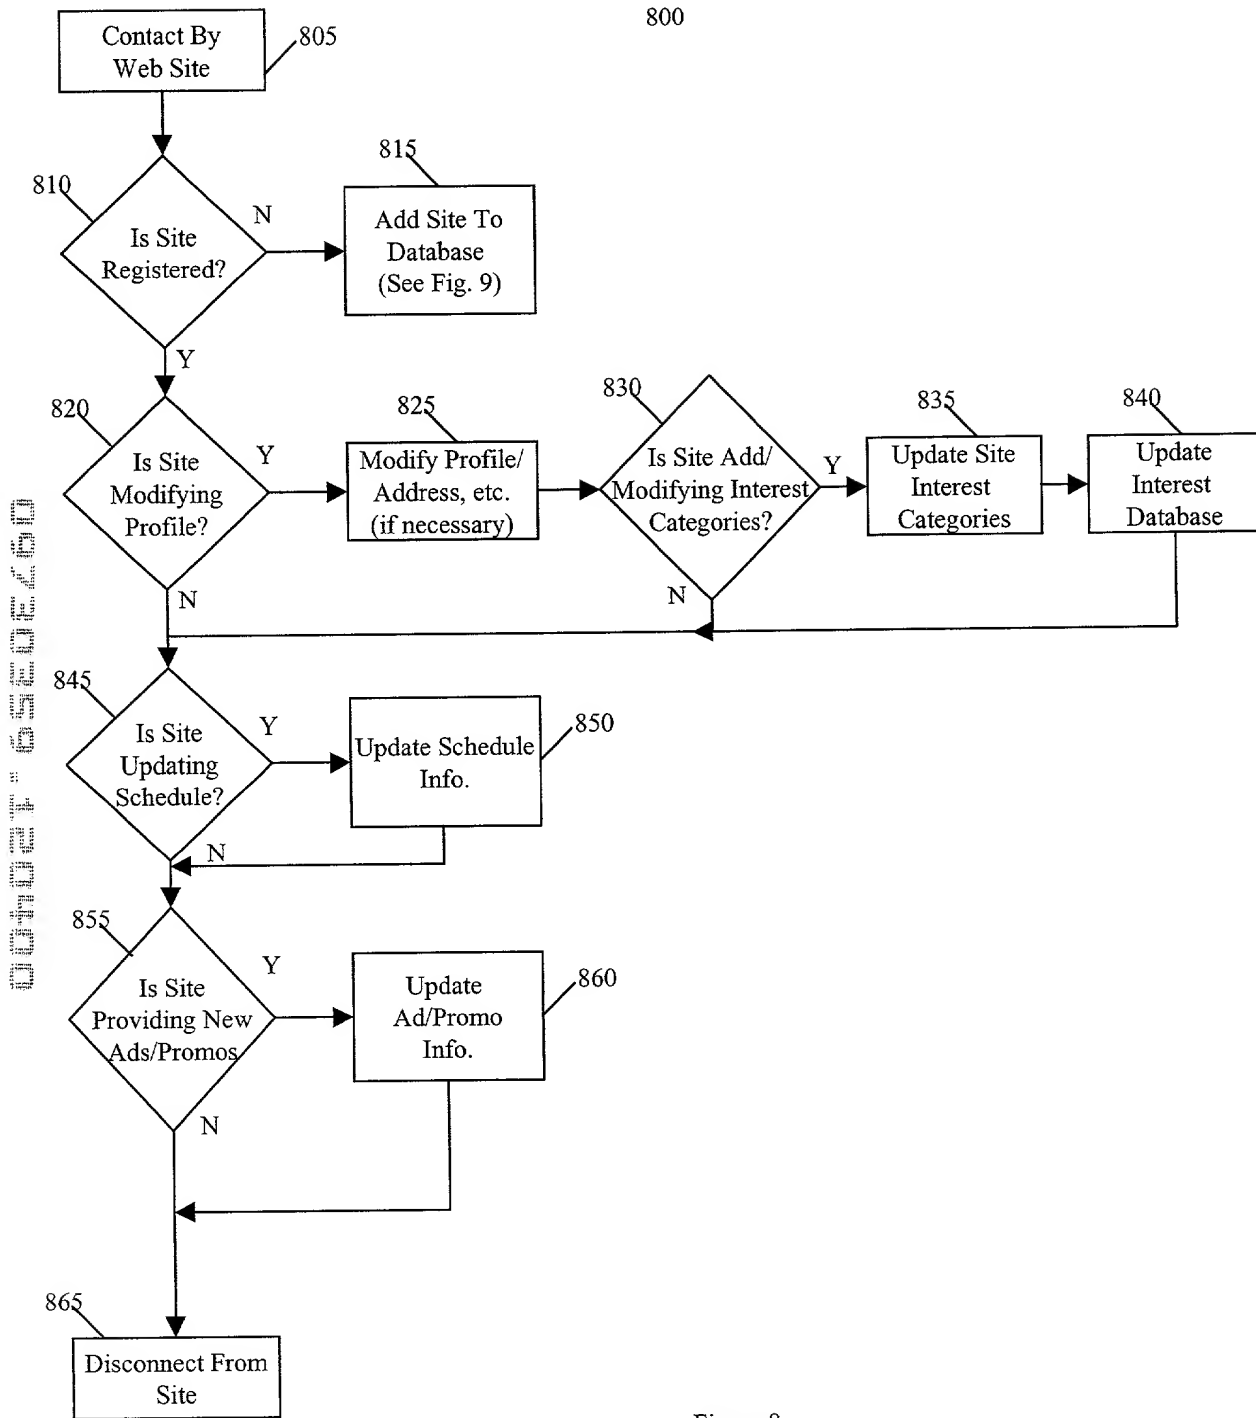 800
Contact By
Web Site
805
810
Is Site
Registered?
N
Y
815
Add Site To
Database
(See Fig. 9)
820
Is Site
Modifying
Profile?
Y
N
825
Modify Profile/
Address, etc.
(if necessary)
830
Is Site Add/
Modifying Interest
Categories?
Y
N
835
Update Site
Interest
Categories
840
Update
Interest
Database
845
Is Site
Updating
Schedule?
Y
N
850
Update Schedule
Info.
855
Is Site
Providing New
Ads/Promos
Y
N
860
Update
Ad/Promo
Info.
865
Disconnect From
Site
09730359.120400